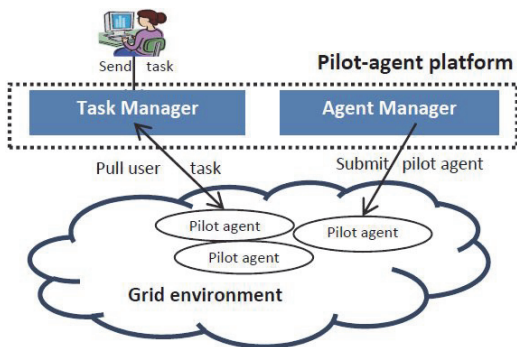 Send task
Pilot-agent platform
Task Manager
Agent Manager
Pull user task
Submit pilot agent
Pilot agent
Pilot agent
Pilot agent
Grid environment